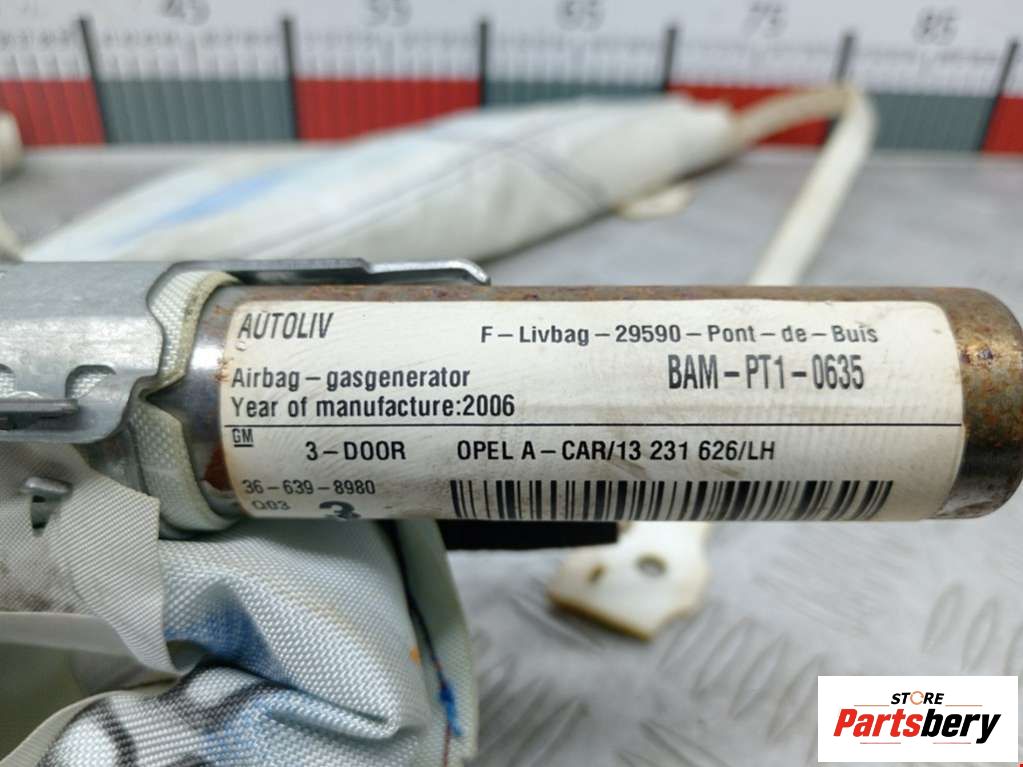 45 55 65 75 85
AUTOLIV
F-Livbag-29590-Pont-de-Buis
Airbag-gasgenerator
BAM-PT1-0635
Year of manufacture:2006
GM
3-DOOR OPEL A-CAR/13 231 626/LH
36-639-8980
Q03 3
STORE
Partsbery